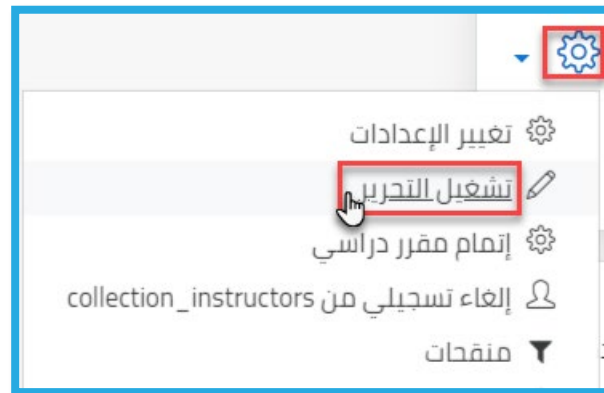 تغيير الإعدادات
تشغيل التحرير
إتمام مقرر دراسي
إلغاء تسجيلي من collection_instructors
منقحات